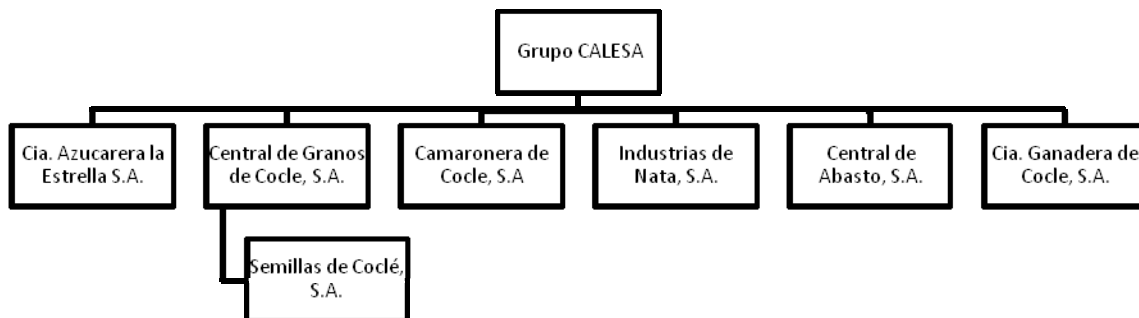 Grupo CALESA
Cia. Azucarera la
Estrella S.A.
Central de Granos
de Cocle, S.A.
Camaronera de
Cocle, S.A
Industrias de
Nata, S.A.
Central de
Abasto, S.A.
Cia. Ganadera de
Cocle, S.A.
Semillas de Coclé,
S.A.